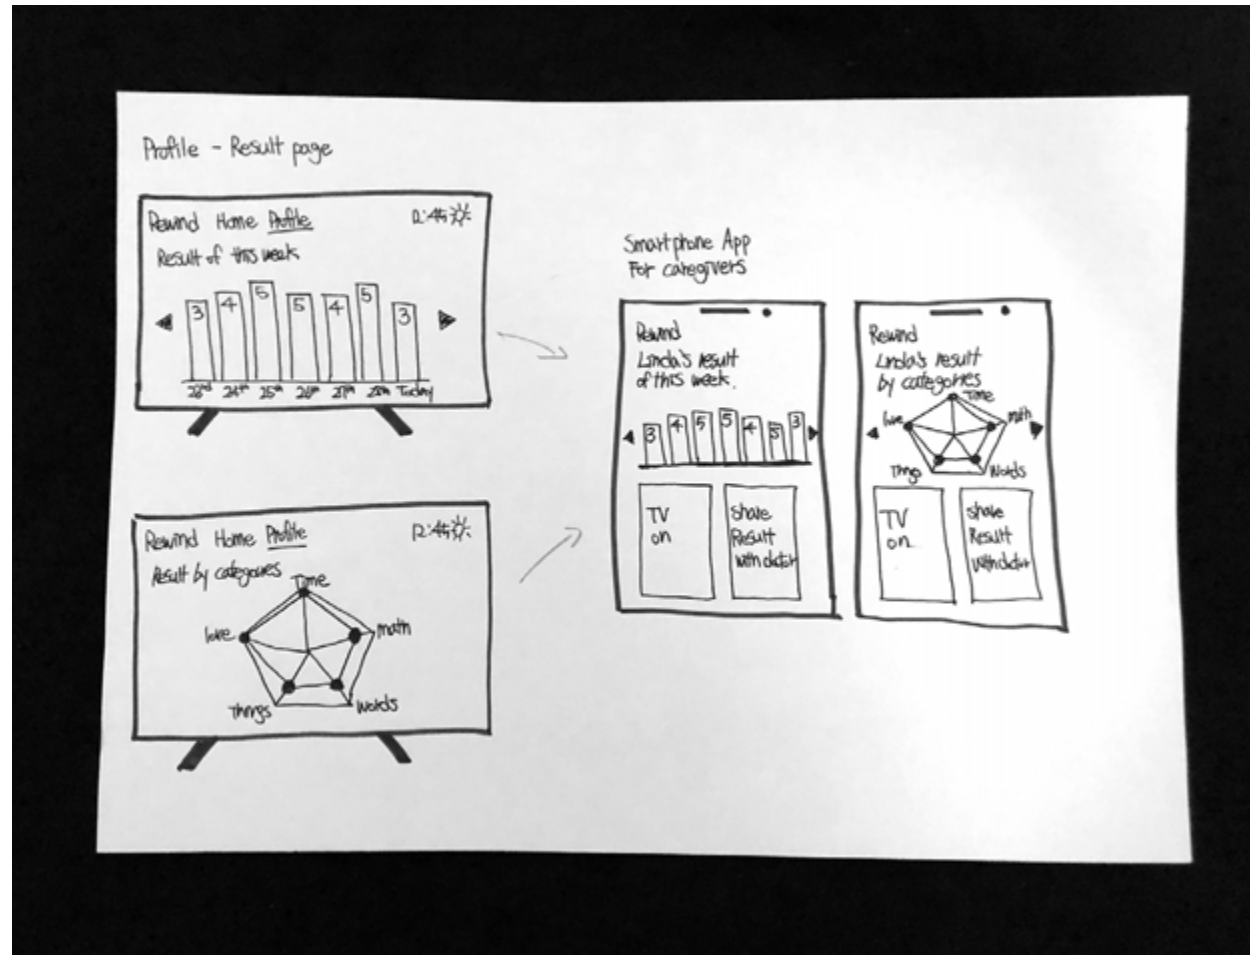 Profile - Result page
Rewind Home Profile 12:45
Result of this week
3 4 5 5 4 5 3
23rd 24th 25th 26th 27th 28th Today
Rewind Home Profile 12:45
Result by categories
Time
love
math
Things
Words
Smartphone App
For caregivers
Rewind
Linda's result
of this week.
3 4 5 5 4 5 3
TV
on
share
Result
with doctor
Rewind
Linda's result
by categories
Time
love
math
Things
Words
TV
on
share
Result
with doctor